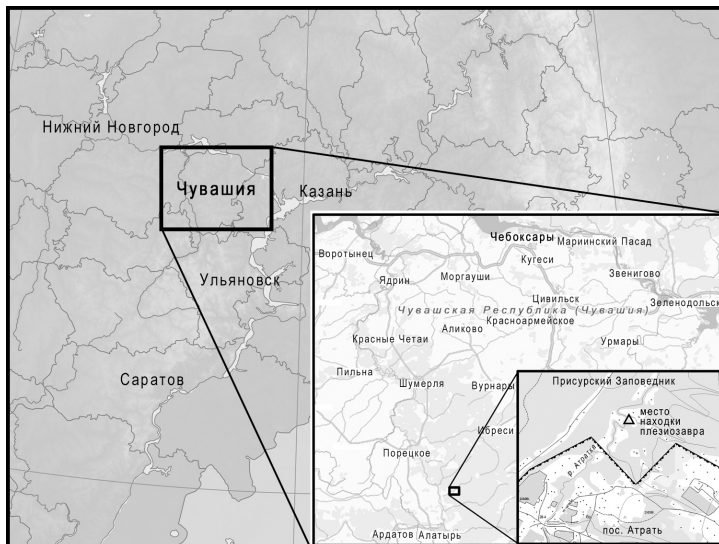 Нижний Новгород
Чувашия
Казань
Ульяновск
Саратов
Чебоксары
Мариинский Посад
Воротынец
Кугеси
Ядрин
Моргауши
Звенигово
Цивильск
Зеленодольск
Чувашская Республика (Чувашия)
Красноармейское
Аликово
Красные Четаи
Урмары
Пильна
Шумерля
Вурнары
Ибреси
Порецкое
Ардатов
Алатырь
Присурский Заповедник
место
находки
плезиозавра
р. Атратка
пос. Атрать